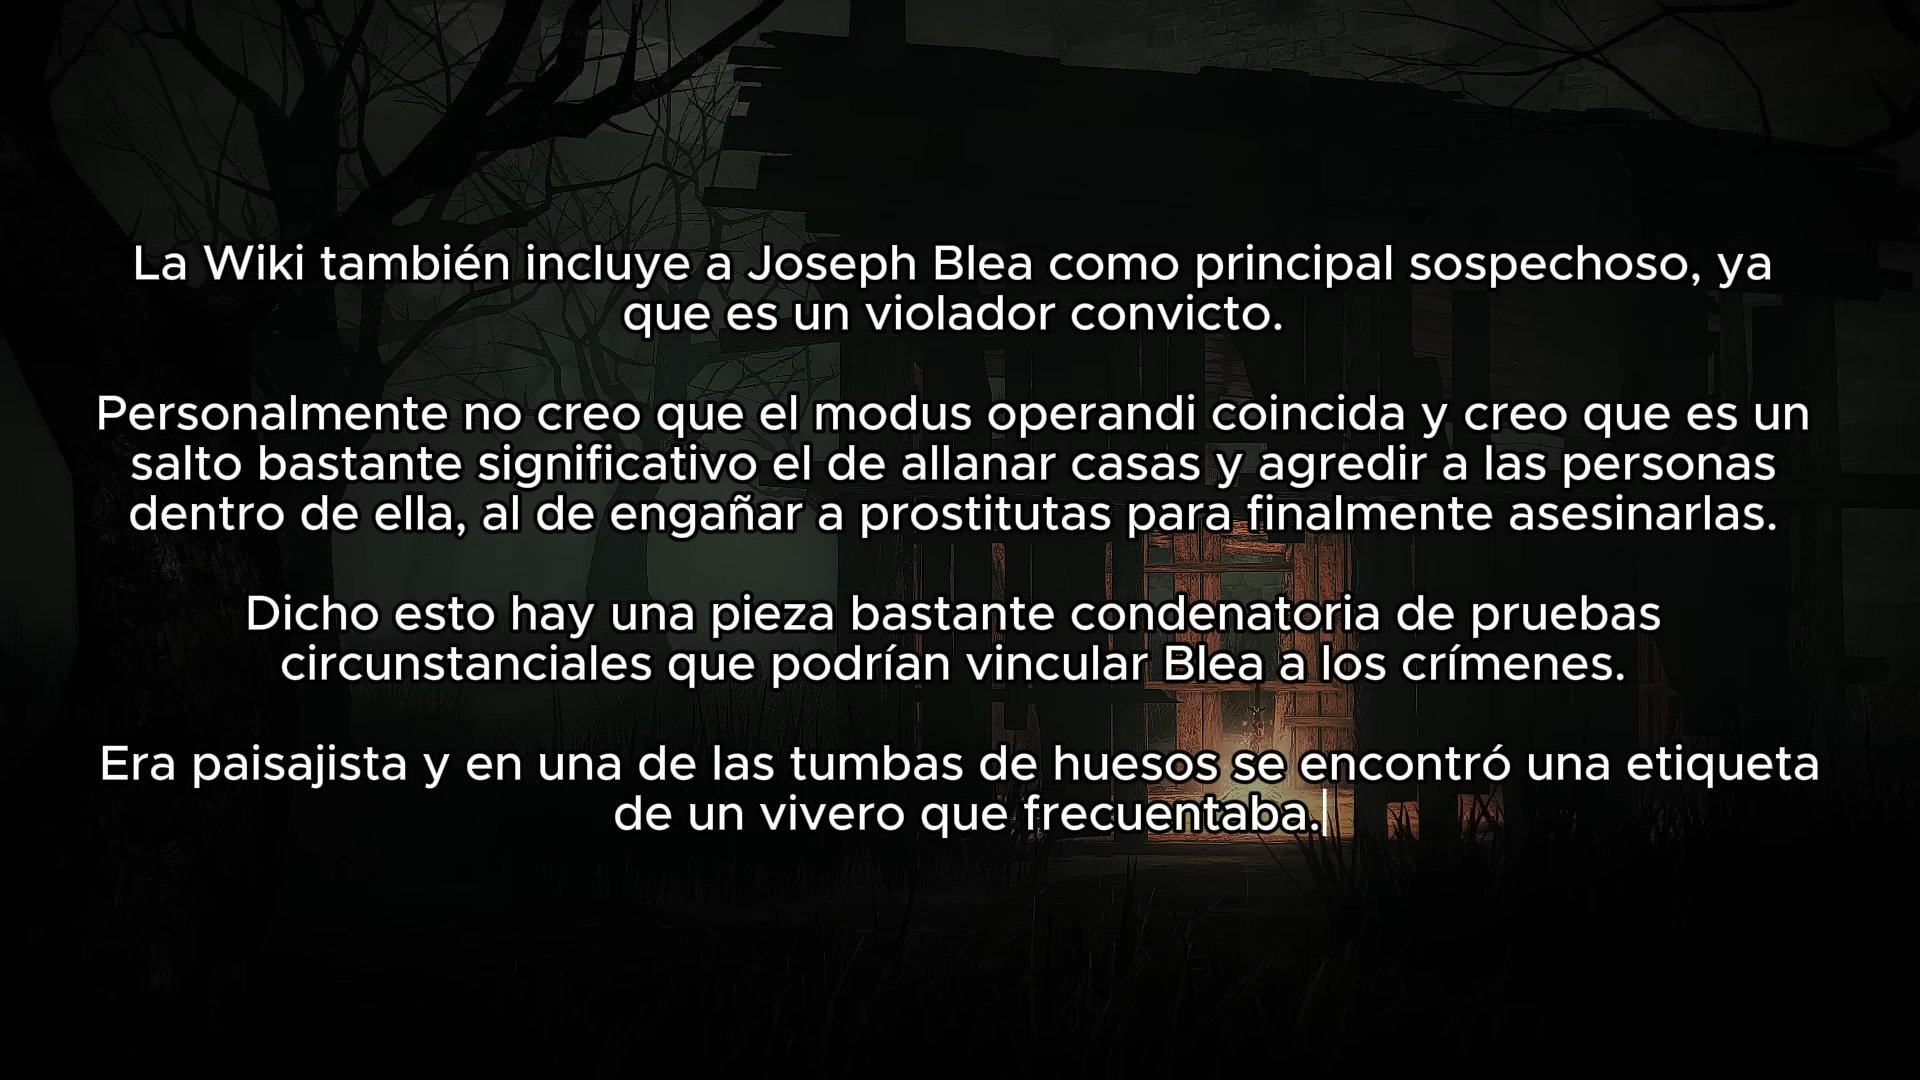 La Wiki también incluye a Joseph Blea como principal sospechoso, ya
que es un violador convicto.
Personalmente no creo que el modus operandi coincida y creo que es un
salto bastante significativo el de allanar casas y agredir a las personas
dentro de ella, al de engañar a prostitutas para finalmente asesinarlas.
Dicho esto hay una pieza bastante condenatoria de pruebas
circunstanciales que podrían vincular Blea a los crímenes.
Era paisajista y en una de las tumbas de huesos se encontró una etiqueta
de un vivero que frecuentaba.